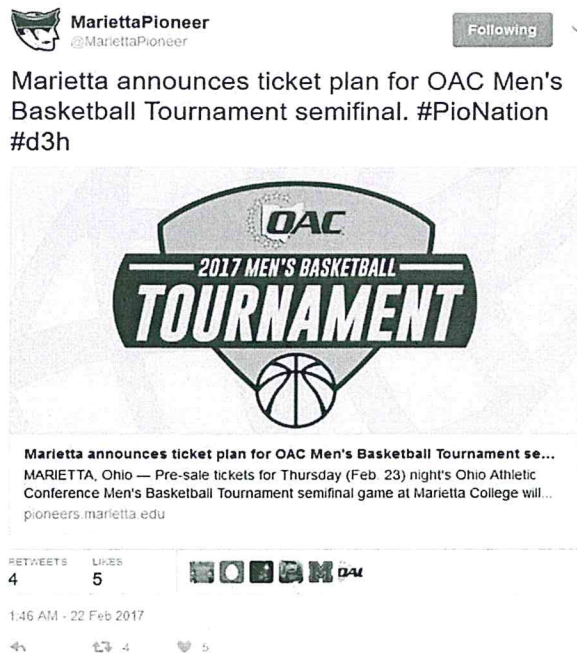 MariettaPioneer
@MariettaPioneer
Following
Marietta announces ticket plan for OAC Men's
Basketball Tournament semifinal. #PioNation
#d3h
OAC
2017 MEN'S BASKETBALL
TOURNAMENT
Marietta announces ticket plan for OAC Men's Basketball Tournament se...
MARIETTA, Ohio — Pre-sale tickets for Thursday (Feb. 23) night's Ohio Athletic
Conference Men's Basketball Tournament semifinal game at Marietta College will...
pioneers.marietta.edu
RETWEETS LIKES
4 5
M OAC
1:46 AM - 22 Feb 2017
4 5